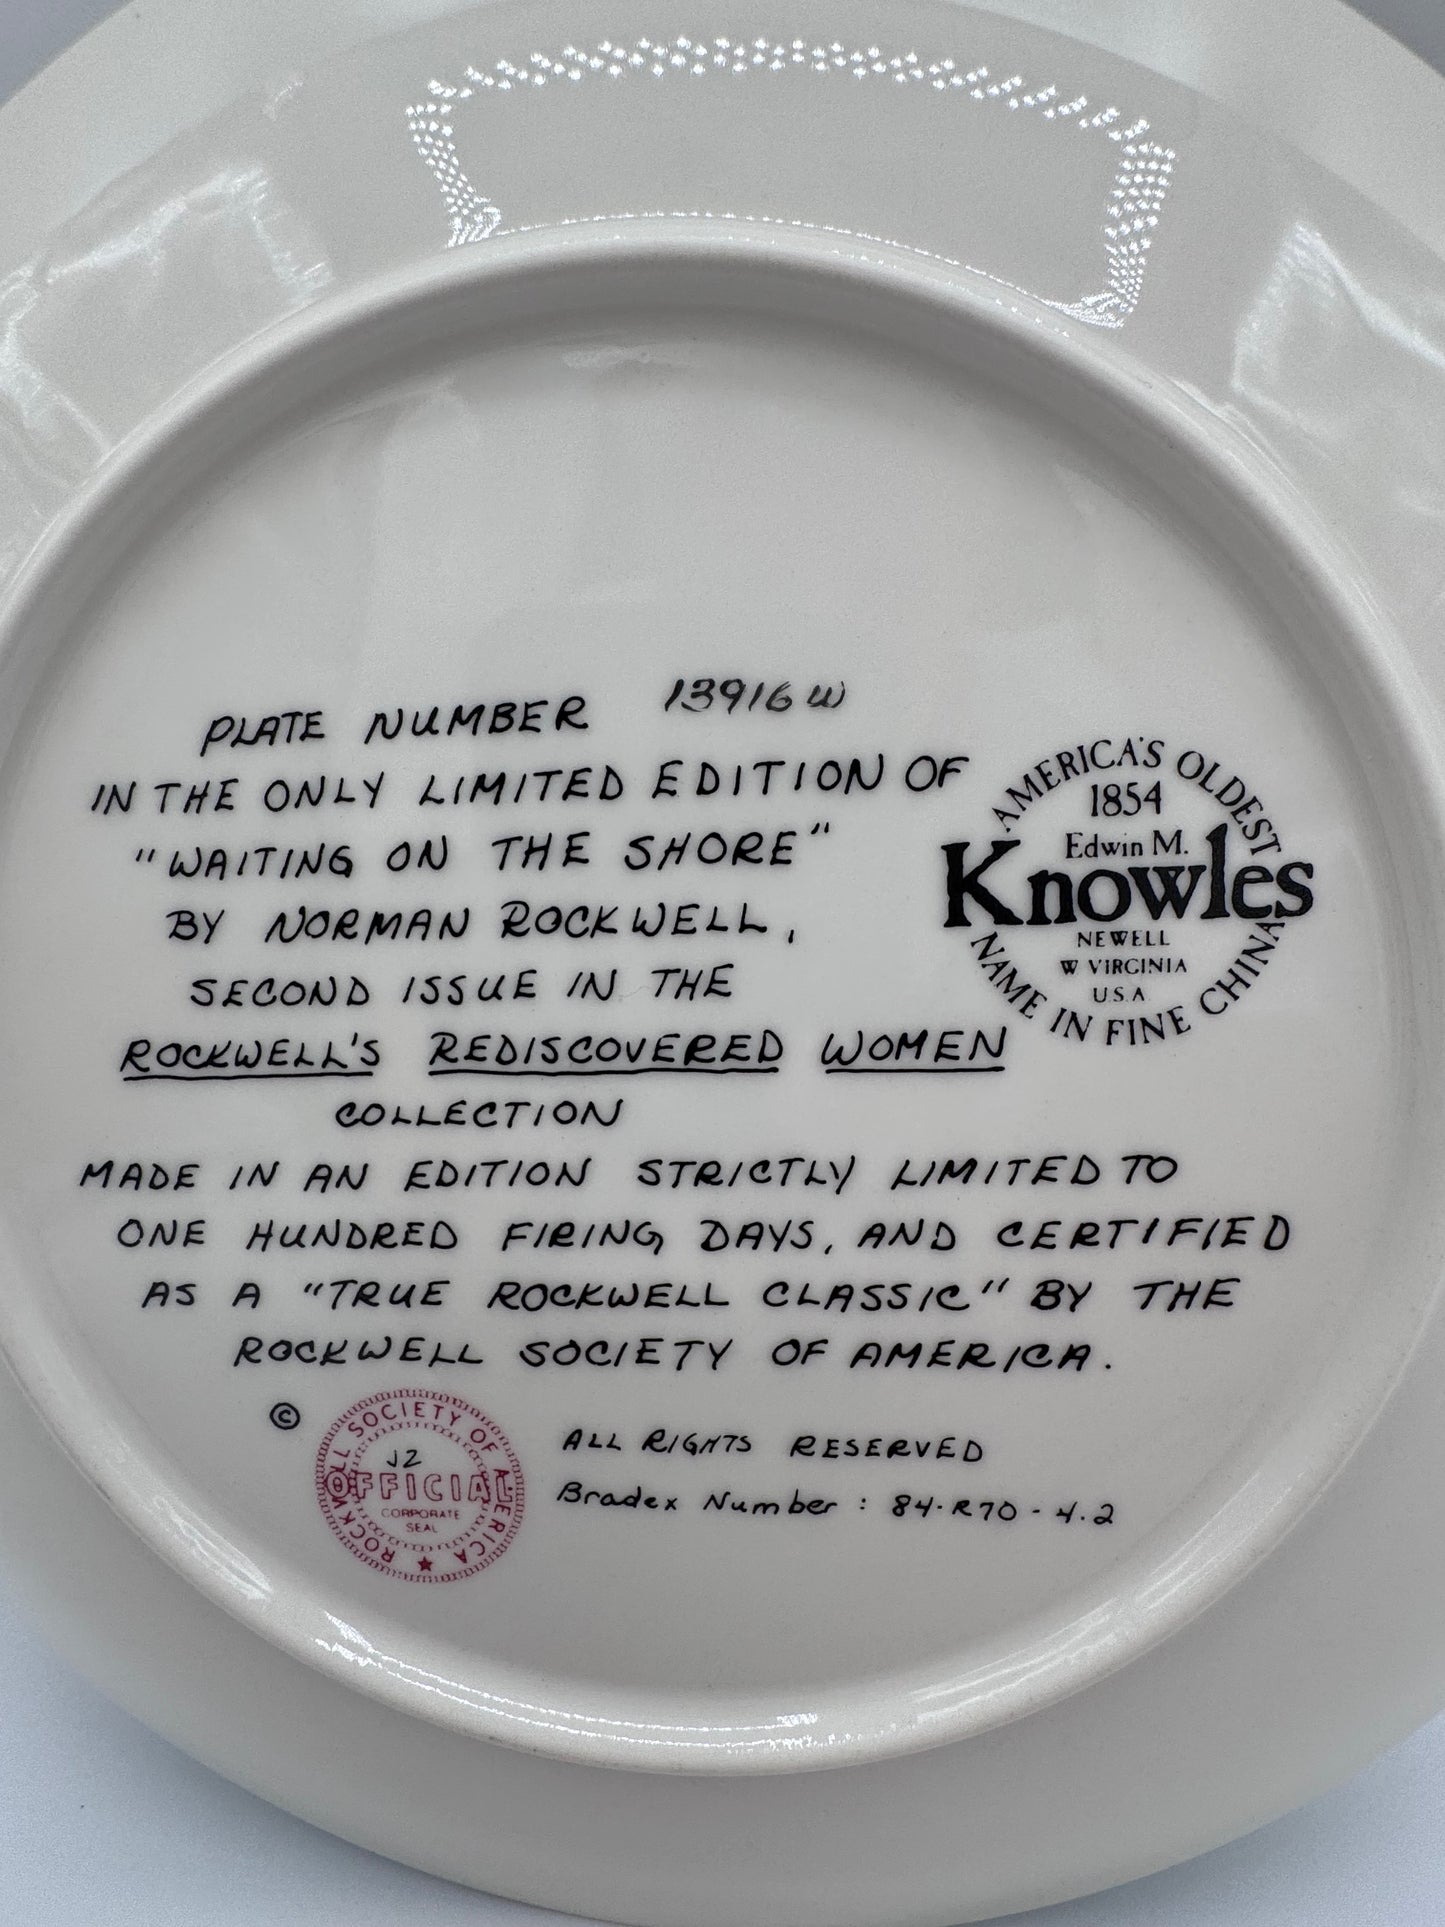 PLATE NUMBER 13916W
IN THE ONLY LIMITED EDITION OF
"WAITING ON THE SHORE"
BY NORMAN ROCKWELL,
SECOND ISSUE IN THE
ROCKWELL'S REDISCOVERED WOMEN
COLLECTION
MADE IN AN EDITION STRICTLY LIMITED TO
ONE HUNDRED FIRING DAYS, AND CERTIFIED
AS A "TRUE ROCKWELL CLASSIC" BY THE
ROCKWELL SOCIETY OF AMERICA.
AMERICA'S OLDEST
1854
Edwin M.
Knowles
NEWELL
W VIRGINIA
U.S.A
NAME IN FINE CHINA
©
ROCKWELL SOCIETY OF AMERICA
J2
OFFICIAL
CORPORATE
SEAL
ALL RIGHTS RESERVED
Bradex Number : 84-R70-4.2